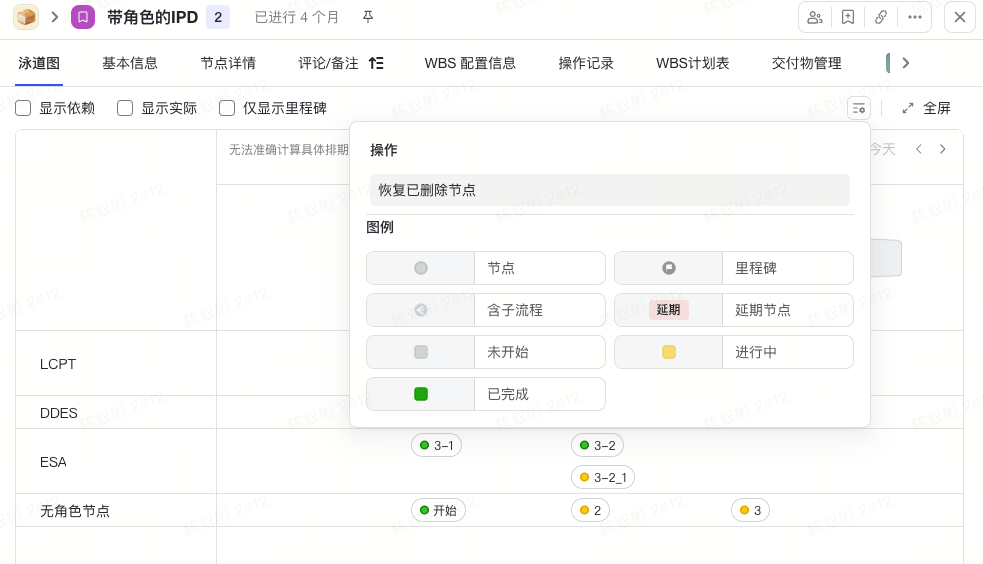 带角色的IPD 2 已进行 4 个月
泳道图 基本信息 节点详情 评论/备注 WBS 配置信息 操作记录 WBS计划表 交付物管理
显示依赖 显示实际 仅显示里程碑 全屏
无法准确计算具体排期 今天
操作
恢复已删除节点
图例
节点 里程碑
含子流程 延期 延期节点
未开始 进行中
已完成
LCPT
DDES
ESA 3-1 3-2
3-2_1
无角色节点 开始 2 3
陈双彬 2412